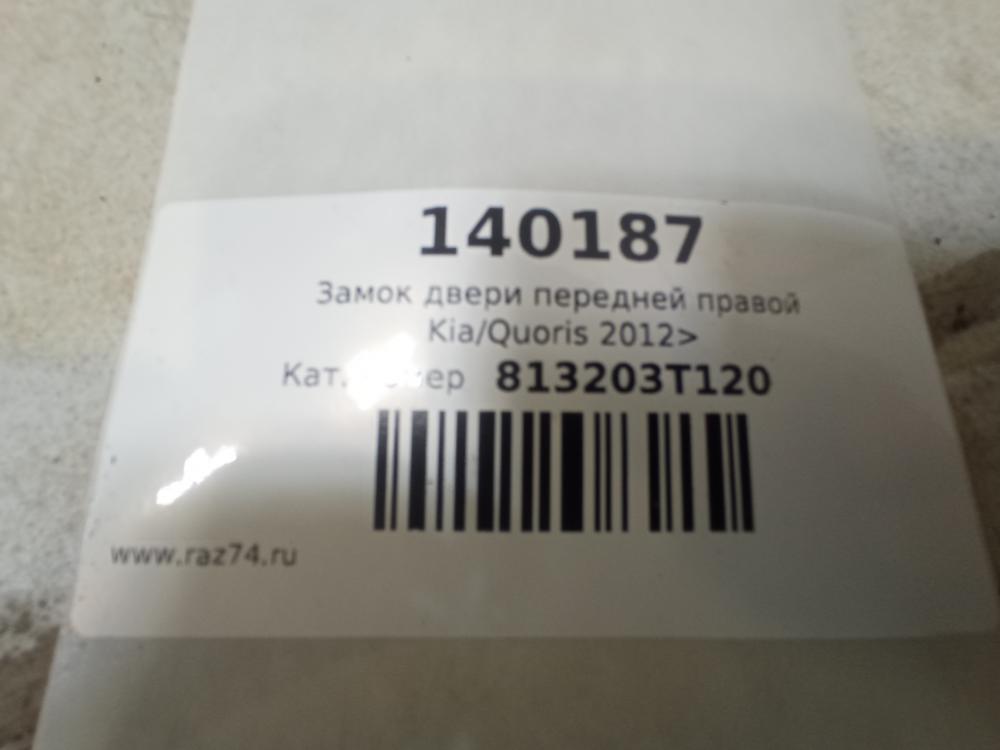 140187
Замок двери передней правой
Kia/Quoris 2012>
Кат. 813203T120
www.raz74.ru